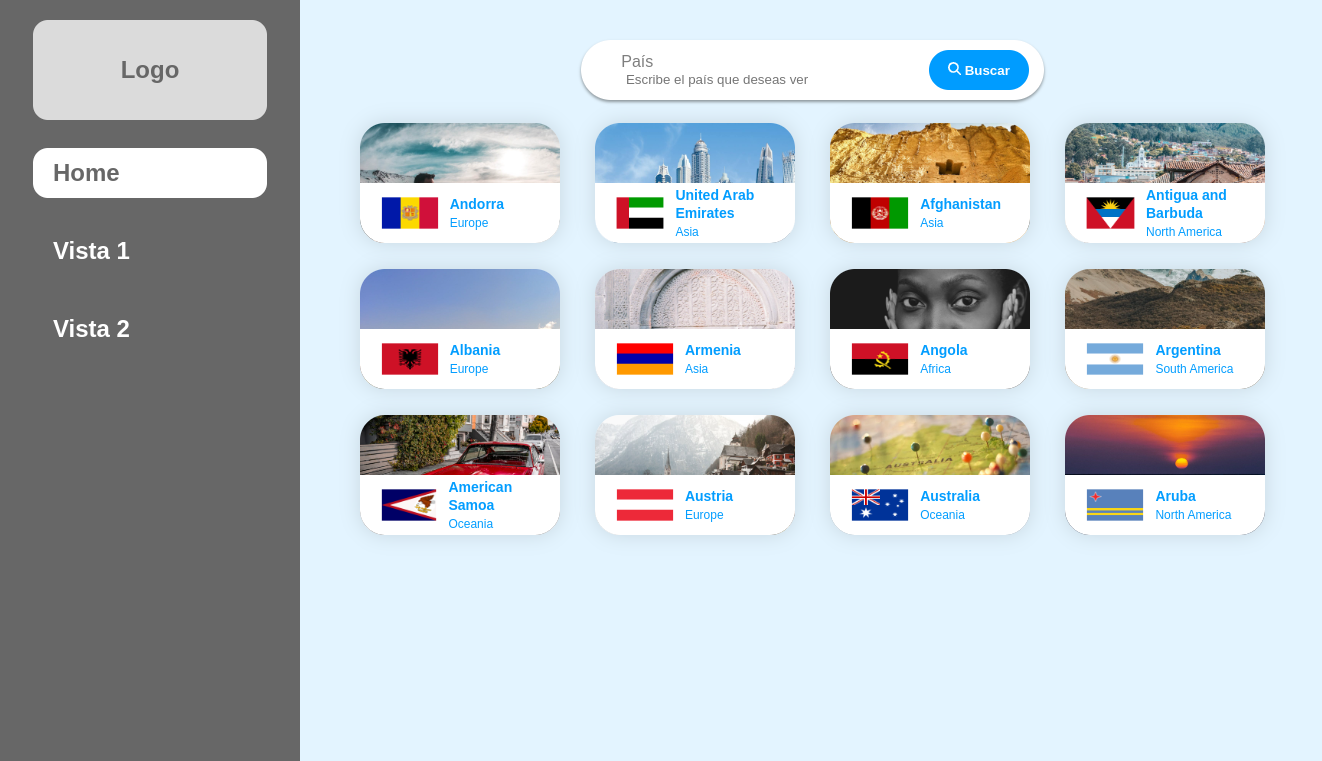 Logo
Home
Vista 1
Vista 2
País
Escribe el país que deseas ver
Buscar
Andorra
Europe
United Arab
Emirates
Asia
Afghanistan
Asia
Antigua and
Barbuda
North America
Albania
Europe
Armenia
Asia
Angola
Africa
Argentina
South America
American
Samoa
Oceania
Austria
Europe
AUSTRALIA
Australia
Oceania
Aruba
North America